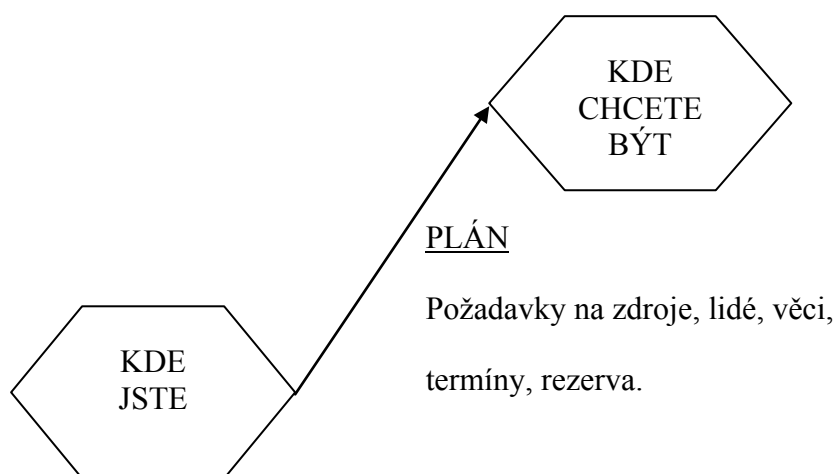 KDE
CHCETE
BÝT
PLÁN
Požadavky na zdroje, lidé, věci,
termíny, rezerva.
KDE
JSTE